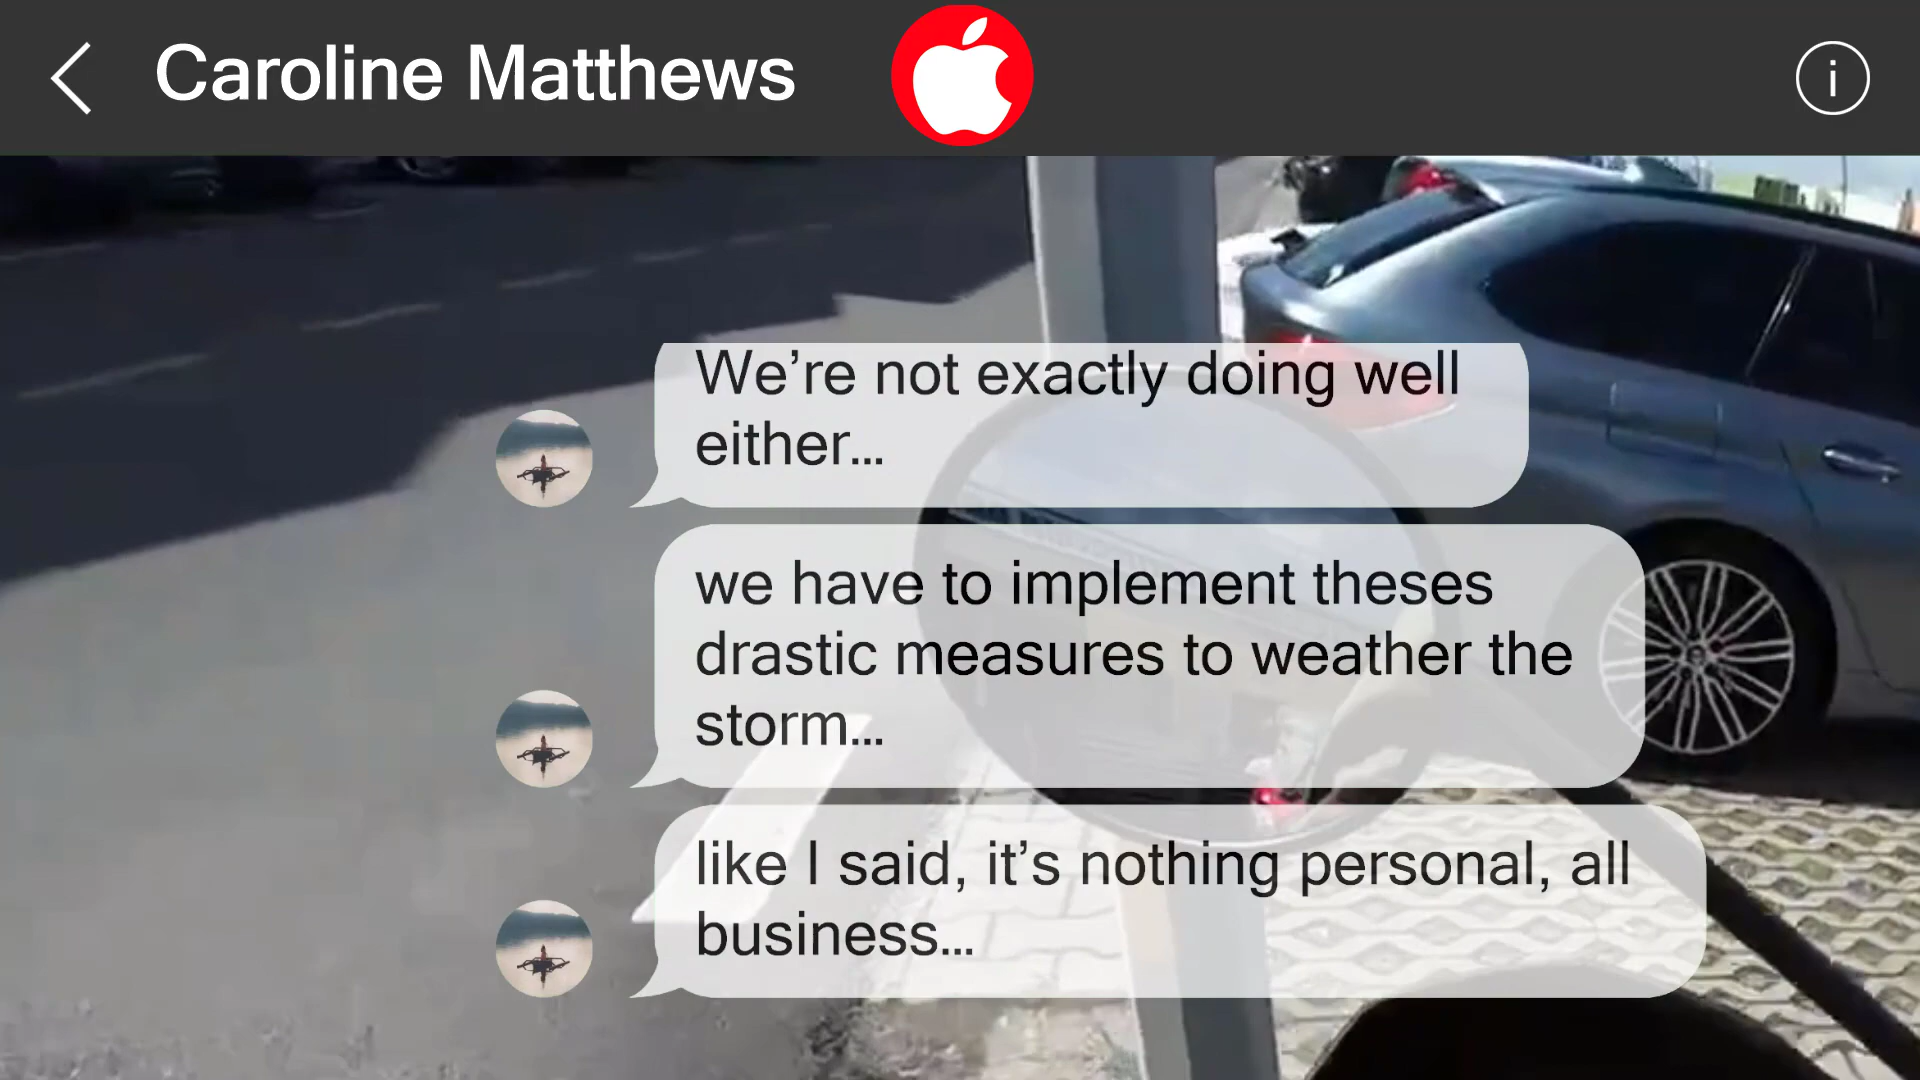 Caroline Matthews
i
We’re not exactly doing well
either...
we have to implement theses
drastic measures to weather the
storm...
like I said, it’s nothing personal, all
business...